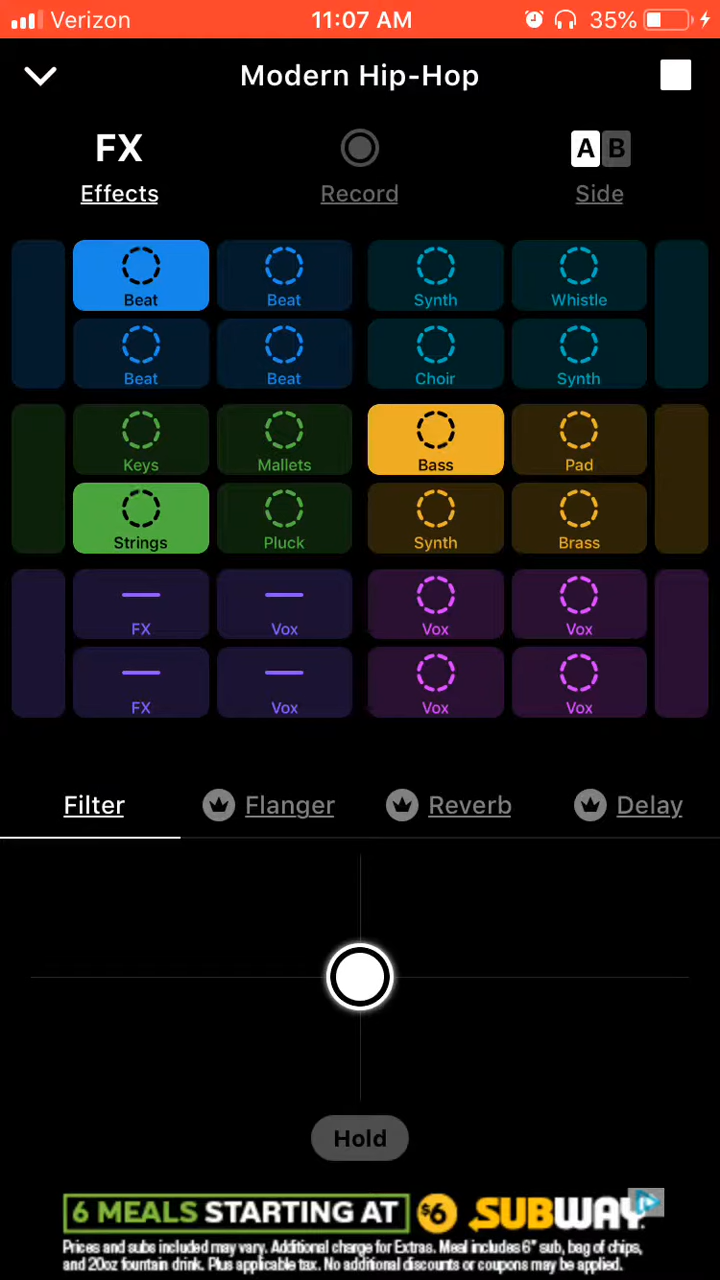 Verizon 11:07 AM 35%
Modern Hip-Hop
FX A B
Effects Record Side
Beat Beat Synth Whistle
Beat Beat Choir Synth
Keys Mallets Bass Pad
Strings Pluck Synth Brass
FX Vox Vox Vox
FX Vox Vox Vox
Filter Flanger Reverb Delay
Hold
6 MEALS STARTING AT $6 SUBWAY
Prices and subs included may vary. Additional charge for Extras. Meal includes 6" sub, bag of chips,
and 20oz fountain drink. Plus applicable tax. No additional discounts or coupons may be applied.